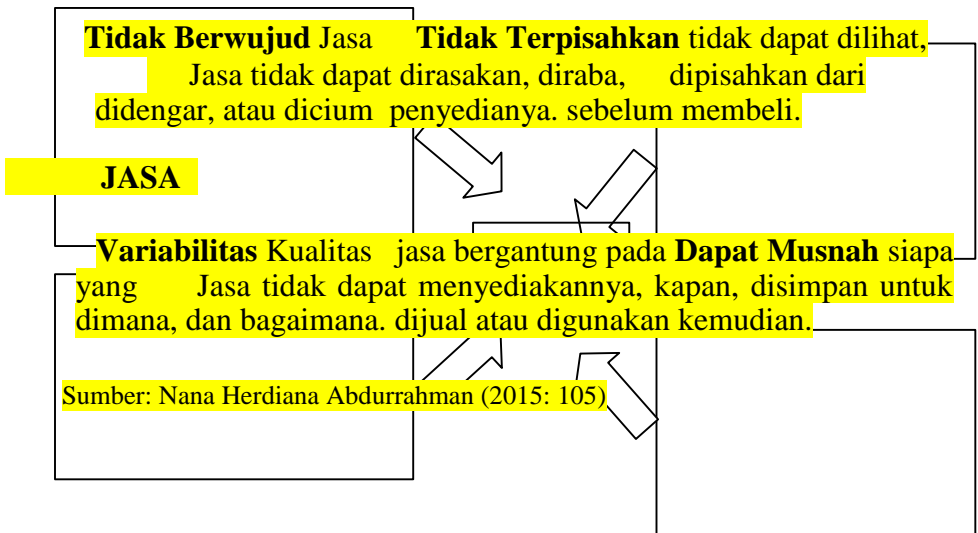 Tidak Berwujud Jasa Tidak Terpisahkan tidak dapat dilihat,
Jasa tidak dapat dirasakan, diraba, dipisahkan dari
didengar, atau dicium penyedianya. sebelum membeli.
JASA
Variabilitas Kualitas jasa bergantung pada Dapat Musnah siapa
yang Jasa tidak dapat menyediakannya, kapan, disimpan untuk
dimana, dan bagaimana. dijual atau digunakan kemudian.
Sumber: Nana Herdiana Abdurrahman (2015: 105)